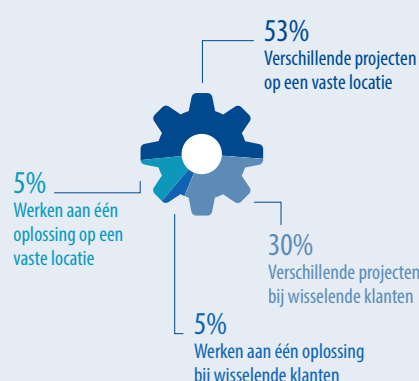 53%
Verschillende projecten
op een vaste locatie
5%
Werken aan één
oplossing op een
vaste locatie
30%
Verschillende projecten
bij wisselende klanten
5%
Werken aan één oplossing
bij wisselende klanten